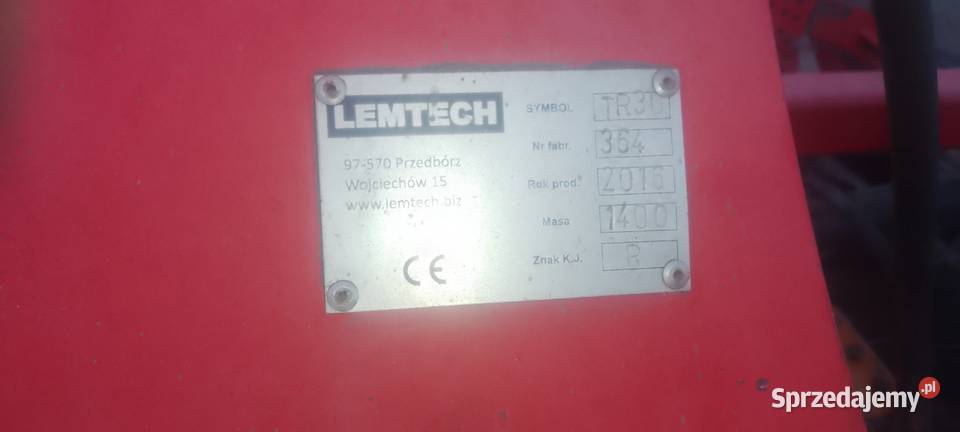 LEMTECH
97-570 Przedbórz
Wojciechów 15
www.lemtech.biz
CE
SYMBOL TR30
Nr fabr. 364
Rok prod. 2016
Masa 1400
Znak K.J. R
Sprzedajemy.pl